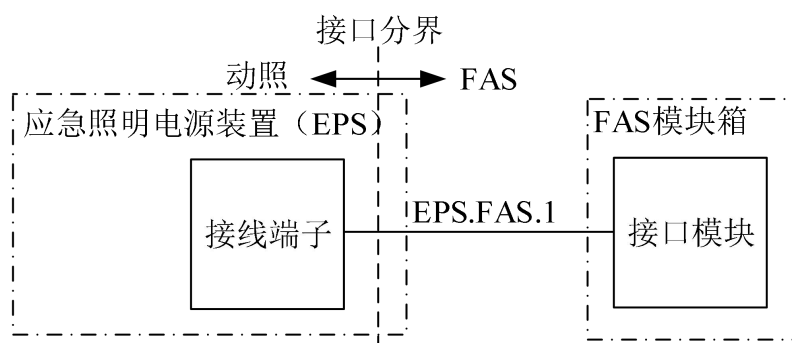 接口分界
动照
FAS
应急照明电源装置（EPS）
FAS模块箱
EPS.FAS.1
接线端子
接口模块